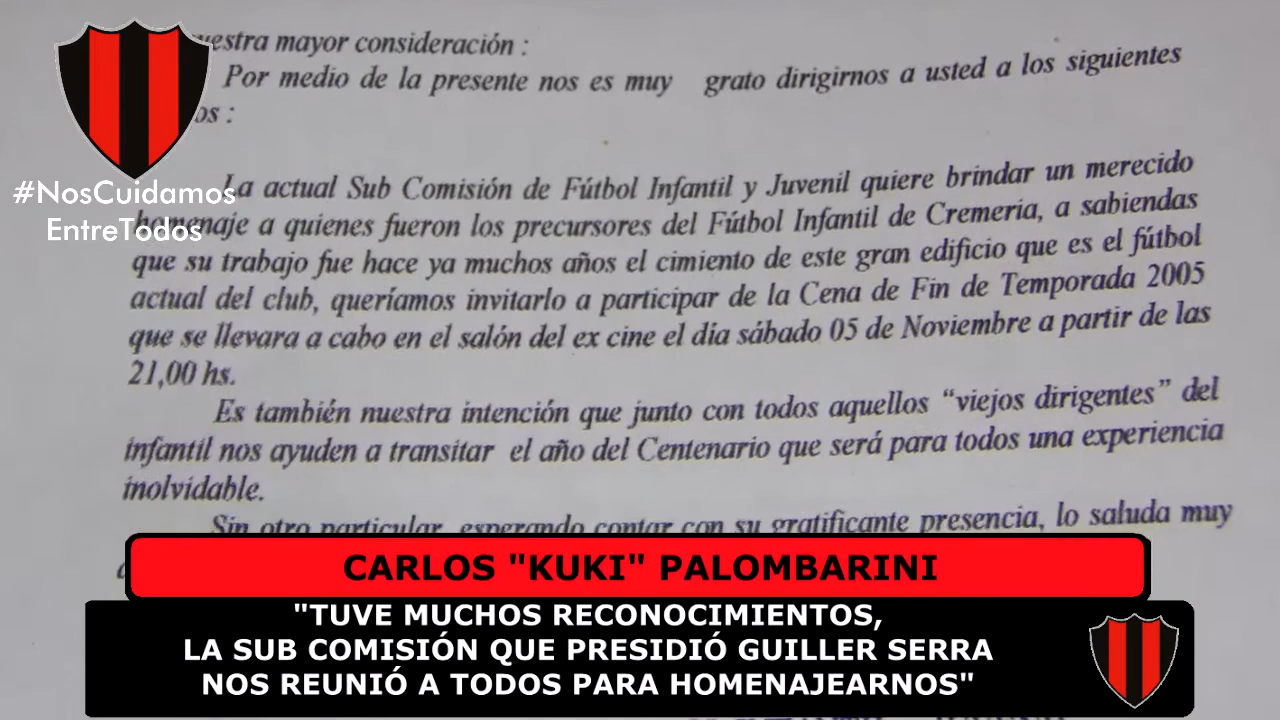 uestra mayor consideración :
Por medio de la presente nos es muy grato dirigirnos a usted a los siguientes
os :
#NosCuidamos
EntreTodos
La actual Sub Comisión de Fútbol Infantil y Juvenil quiere brindar un merecido
homenaje a quienes fueron los precursores del Fútbol Infantil de Cremeria, a sabiendas
que su trabajo fue hace ya muchos años el cimiento de este gran edificio que es el fútbol
actual del club, queríamos invitarlo a participar de la Cena de Fin de Temporada 2005
que se llevara a cabo en el salón del ex cine el día sábado 05 de Noviembre a partir de las
21,00 hs.
Es también nuestra intención que junto con todos aquellos “viejos dirigentes” del
infantil nos ayuden a transitar el año del Centenario que será para todos una experiencia
inolvidable.
Sin otro particular, esperando contar con su gratificante presencia, lo saluda muy
CARLOS "KUKI" PALOMBARINI
"TUVE MUCHOS RECONOCIMIENTOS,
LA SUB COMISIÓN QUE PRESIDIÓ GUILLER SERRA
NOS REUNIÓ A TODOS PARA HOMENAJEARNOS"